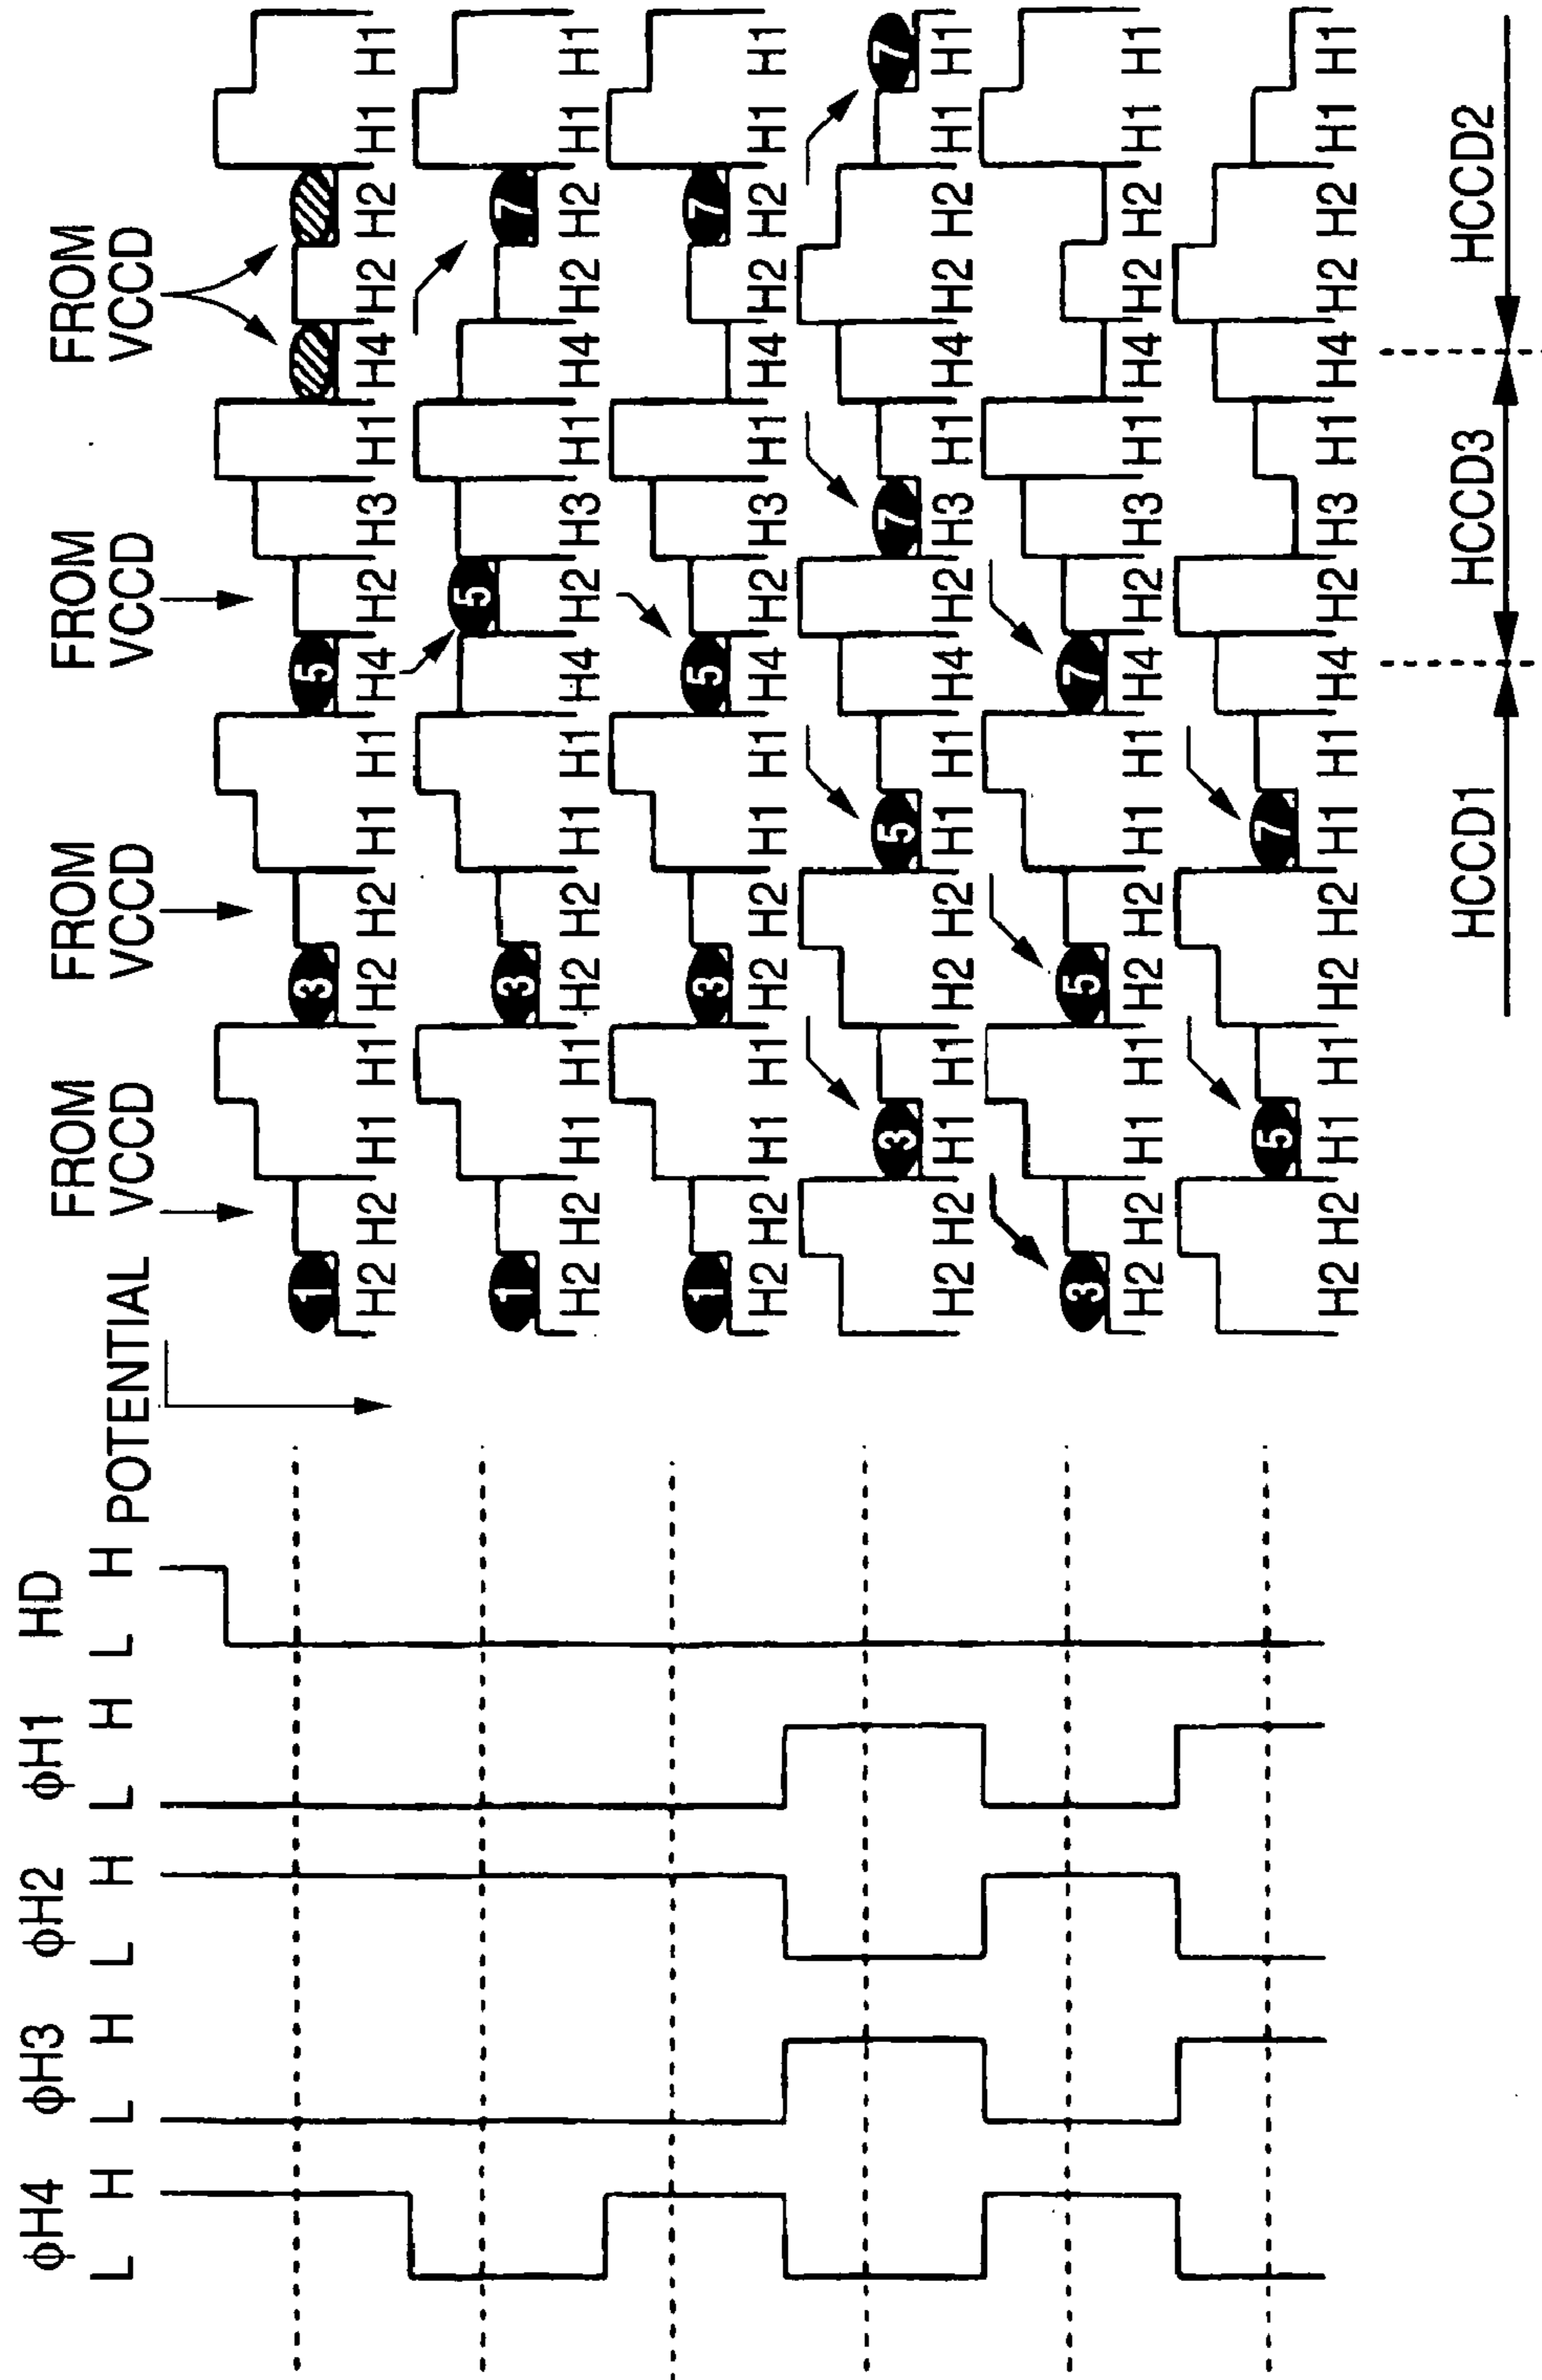 φH4 φH3 φH2 φH1 HD
L H L H L H L H L H
POTENTIAL
FROM VCCD
FROM VCCD
FROM VCCD
FROM VCCD
1 3 5
H2 H2 H1 H1 H2 H2 H1 H1 H4 H2 H3 H1 H4 H2 H2 H1 H1
1 3 5 7
H2 H2 H1 H1 H2 H2 H1 H1 H4 H2 H3 H1 H4 H2 H2 H1 H1
1 3 5 7
H2 H2 H1 H1 H2 H2 H1 H1 H4 H2 H3 H1 H4 H2 H2 H1 H1
3 5 7 7
H2 H2 H1 H1 H2 H2 H1 H1 H4 H2 H3 H1 H4 H2 H2 H1 H1
3 5 7
H2 H2 H1 H1 H2 H2 H1 H1 H4 H2 H3 H1 H4 H2 H2 H1 H1
5 7
H2 H2 H1 H1 H2 H2 H1 H1 H4 H2 H3 H1 H4 H2 H2 H1 H1
HCCD1 HCCD3 HCCD2